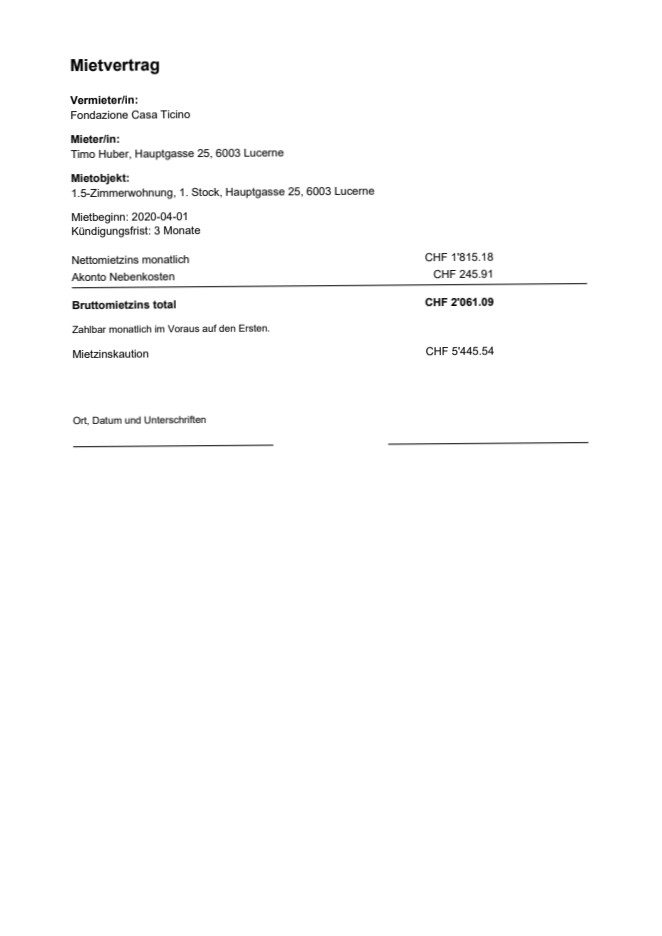 Mietvertrag
Vermieter/in:
Fondazione Casa Ticino
Mieter/in:
Timo Huber, Hauptgasse 25, 6003 Lucerne
Mietobjekt:
1.5-Zimmerwohnung, 1. Stock, Hauptgasse 25, 6003 Lucerne
Mietbeginn: 2020-04-01
Kündigungsfrist: 3 Monate
Nettomietzins monatlich CHF 1'815.18
Akonto Nebenkosten CHF 245.91
Bruttomietzins total CHF 2'061.09
Zahlbar monatlich im Voraus auf den Ersten.
Mietzinskaution CHF 5'445.54
Ort, Datum und Unterschriften